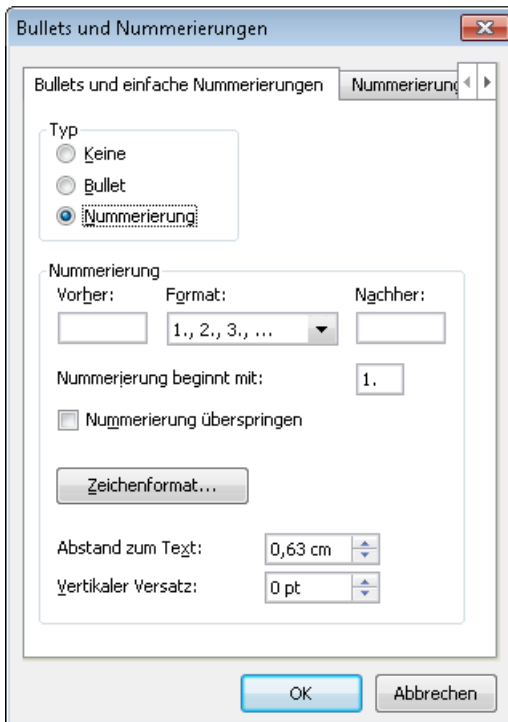 Bullets und Nummerierungen
Bullets und einfache Nummerierungen
Typ
Keine
Bullet
Nummerierung
Nummerierung
Vorher: Format: Nachher:
1., 2., 3., ...
Nummerierung beginnt mit: 1.
Nummerierung überspringen
Zeichenformat...
Abstand zum Text: 0,63 cm
Vertikaler Versatz: 0 pt
OK Abbrechen